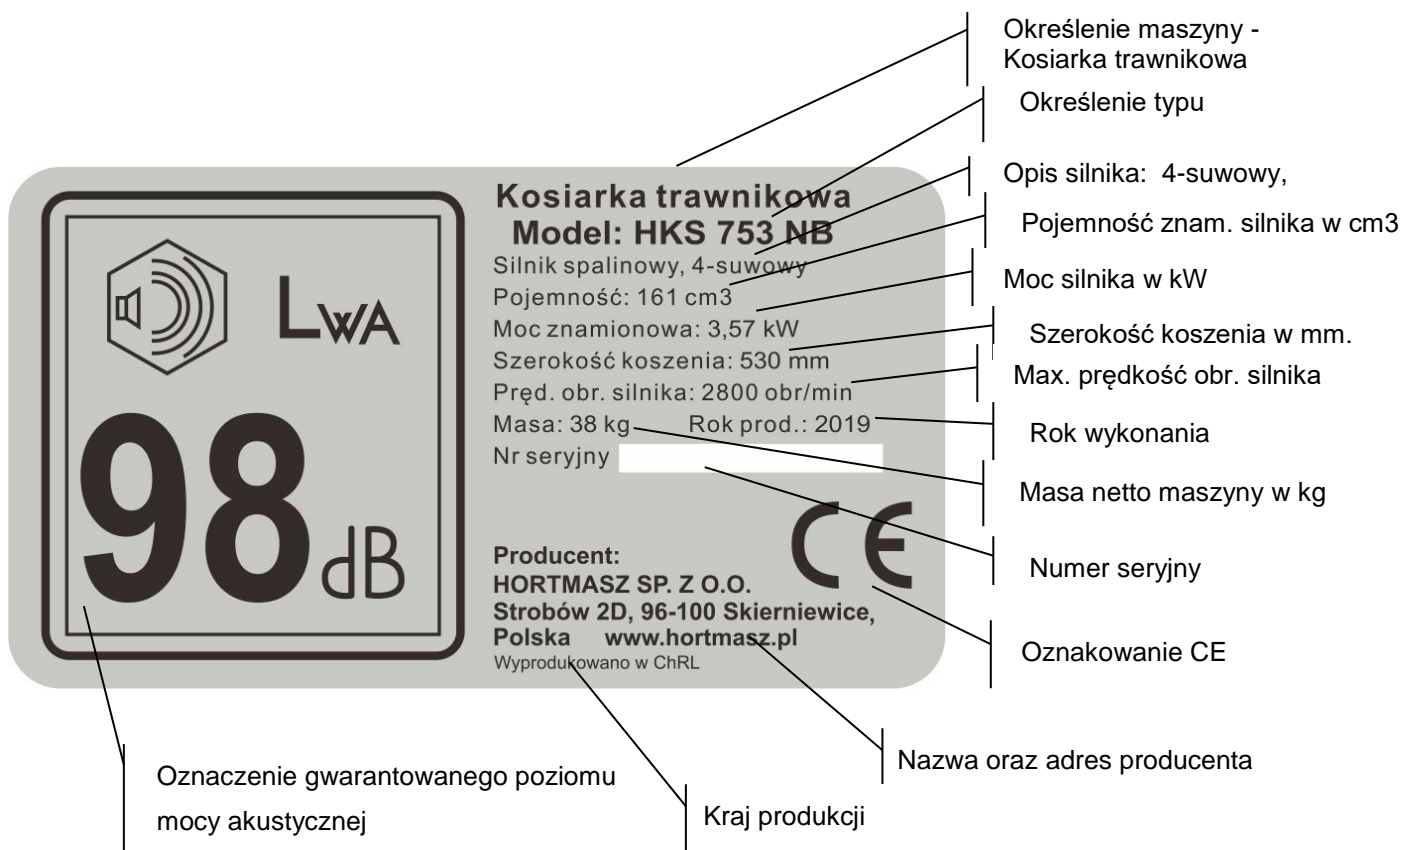 Określenie maszyny -
Kosiarka trawnikowa
Określenie typu
Opis silnika:  4-suwowy,
Pojemność znam. silnika w cm3
Moc silnika w kW
Szerokość koszenia w mm.
Max. prędkość obr. silnika
Rok wykonania
Masa netto maszyny w kg
Numer seryjny
Oznakowanie CE
Nazwa oraz adres producenta
Kraj produkcji
Oznaczenie gwarantowanego poziomu
mocy akustycznej
LWA
98 dB
Kosiarka trawnikowa
Model: HKS 753 NB
Silnik spalinowy, 4-suwowy
Pojemność: 161 cm3
Moc znamionowa: 3,57 kW
Szerokość koszenia: 530 mm
Pręd. obr. silnika: 2800 obr/min
Masa: 38 kg Rok prod.: 2019
Nr seryjny
CE
Producent:
HORTMASZ SP. Z O.O.
Strobów 2D, 96-100 Skierniewice,
Polska www.hortmasz.pl
Wyprodukowano w ChRL